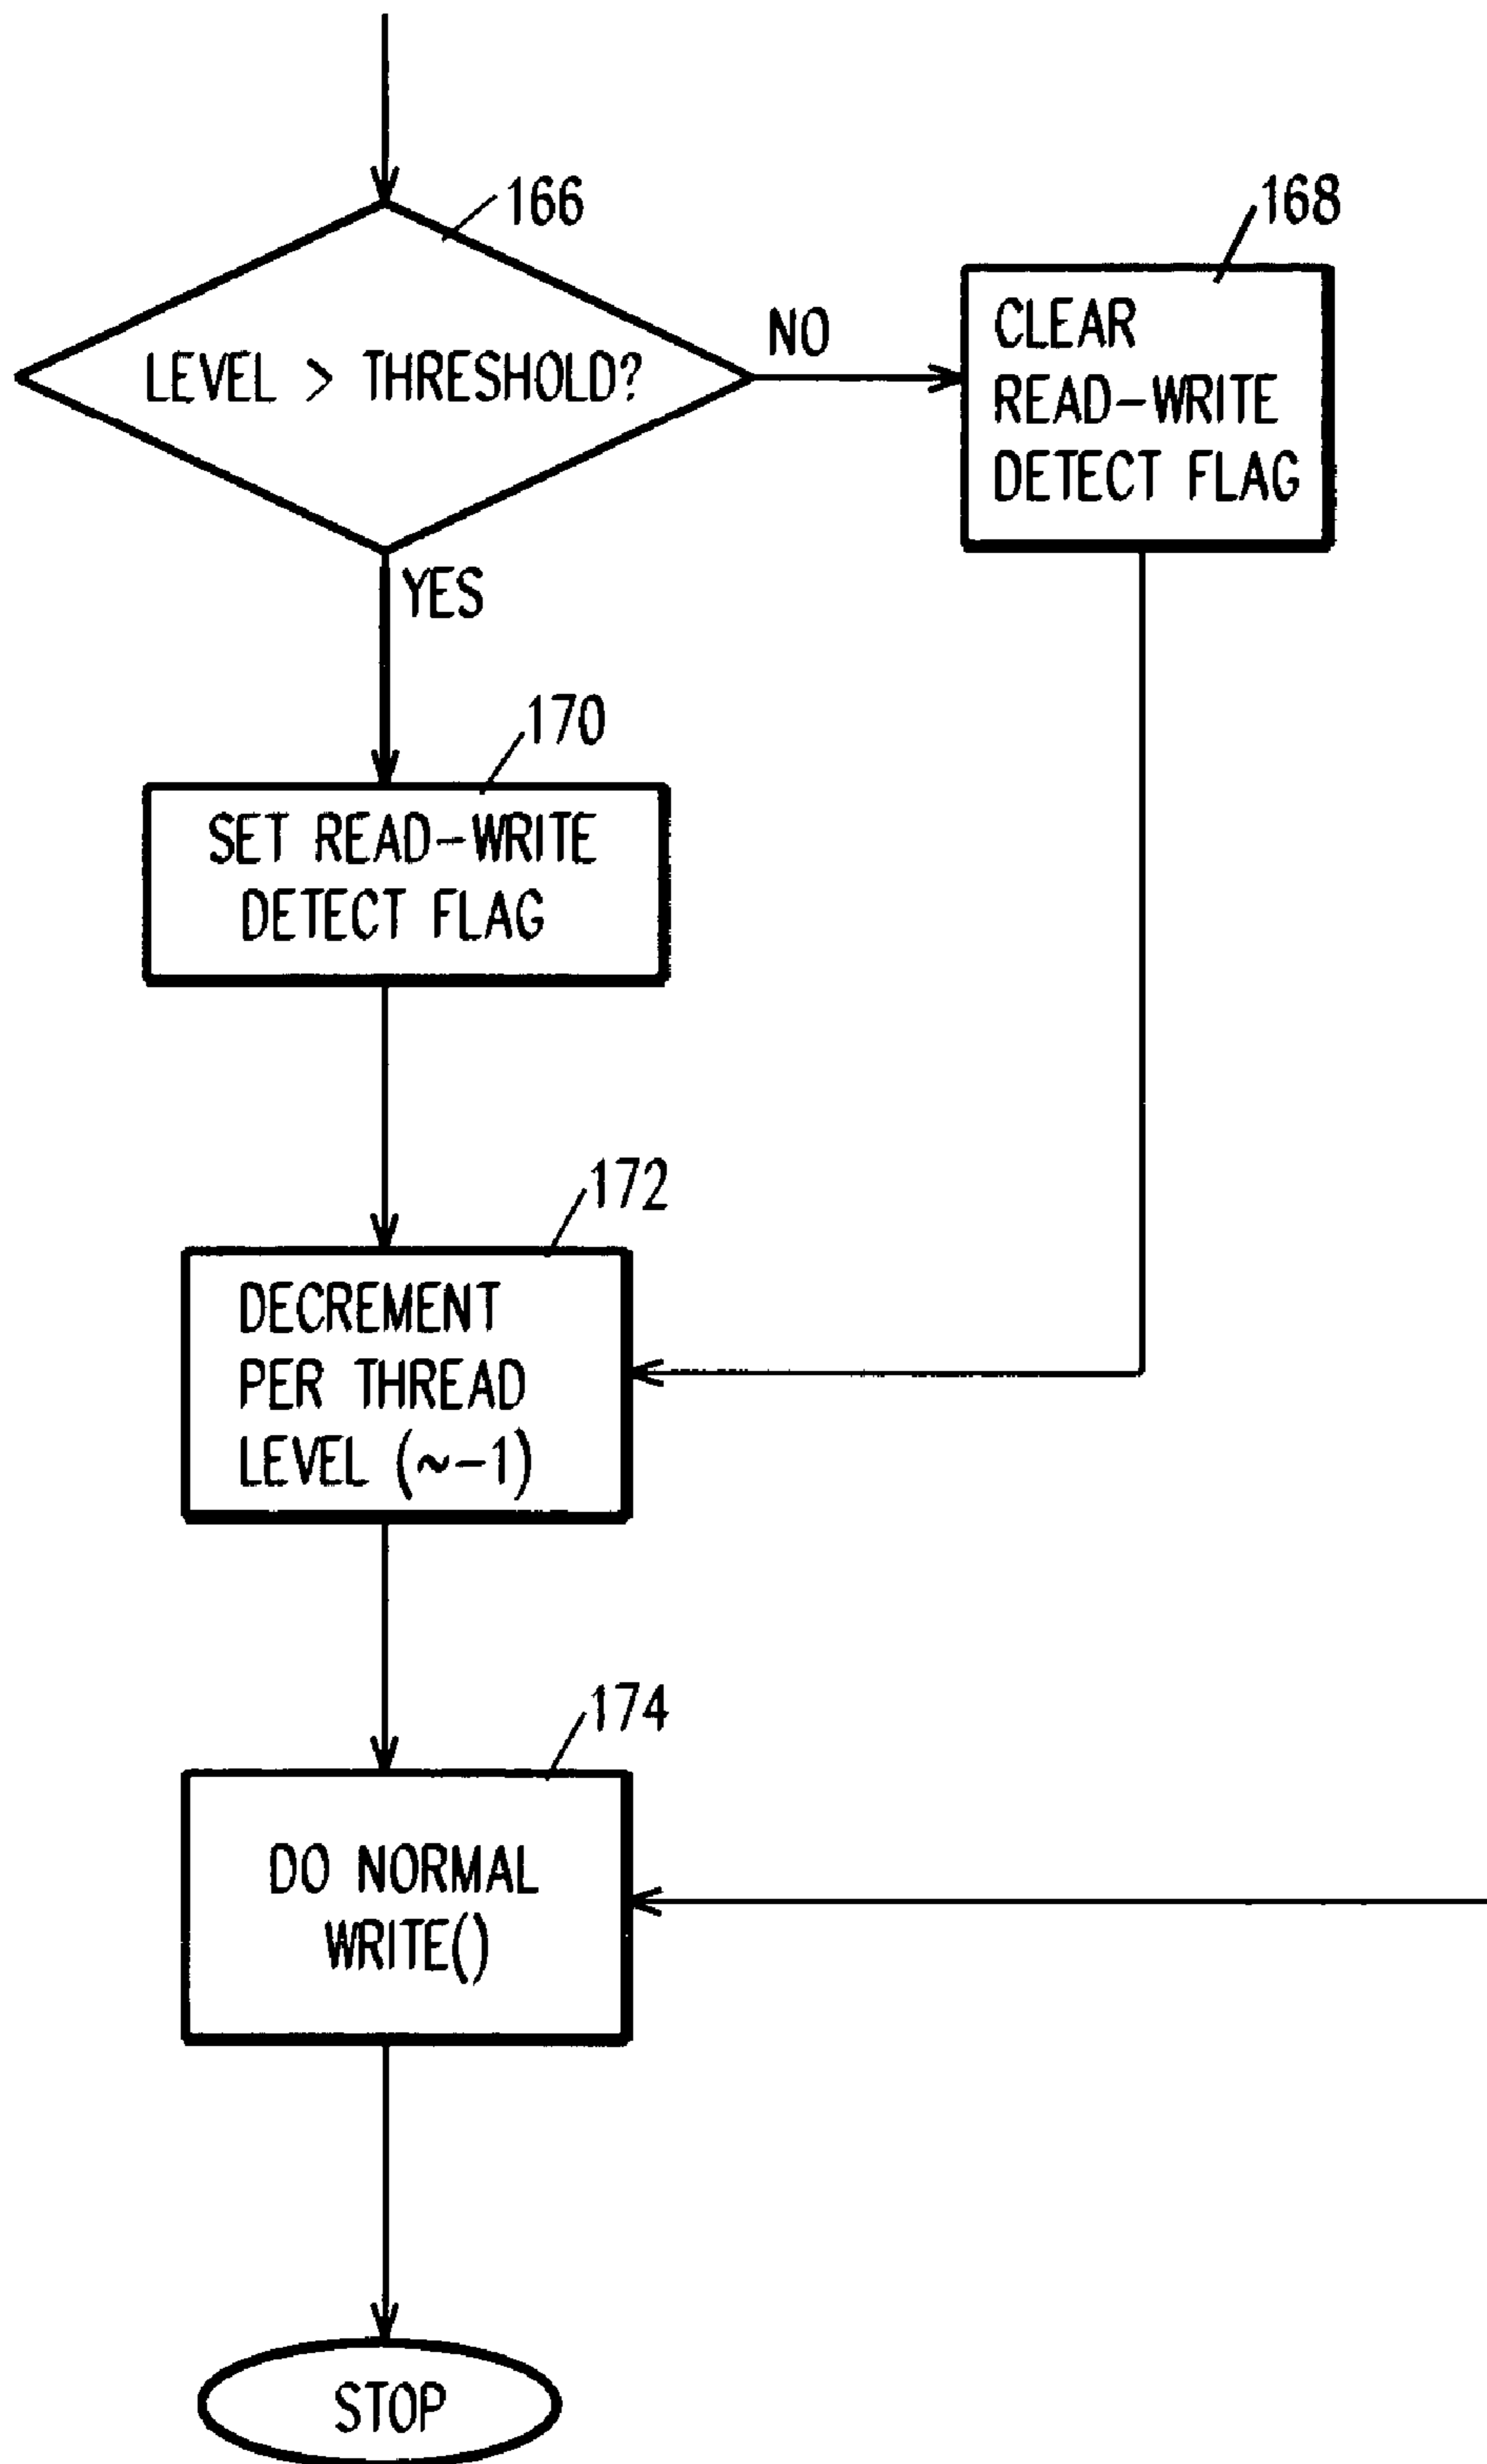 166
LEVEL > THRESHOLD?
NO
168
CLEAR
READ-WRITE
DETECT FLAG
YES
170
SET READ-WRITE
DETECT FLAG
172
DECREMENT
PER THREAD
LEVEL (~-1)
174
DO NORMAL
WRITE()
STOP